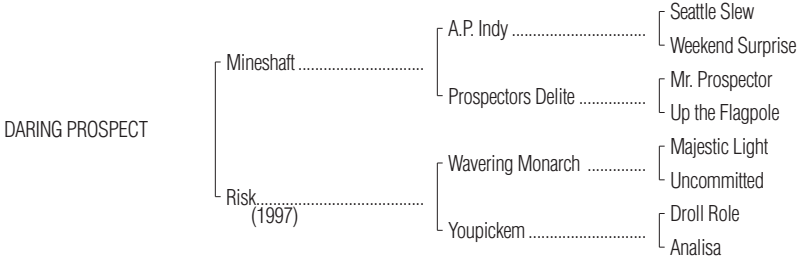 Seattle Slew
A.P. Indy ................................
Weekend Surprise
Mineshaft ..............................
Mr. Prospector
Prospectors Delite ................
Up the Flagpole
DARING PROSPECT
Majestic Light
Wavering Monarch ..............
Uncommitted
Risk........................................
(1997)
Droll Role
Youpickem ............................
Analisa